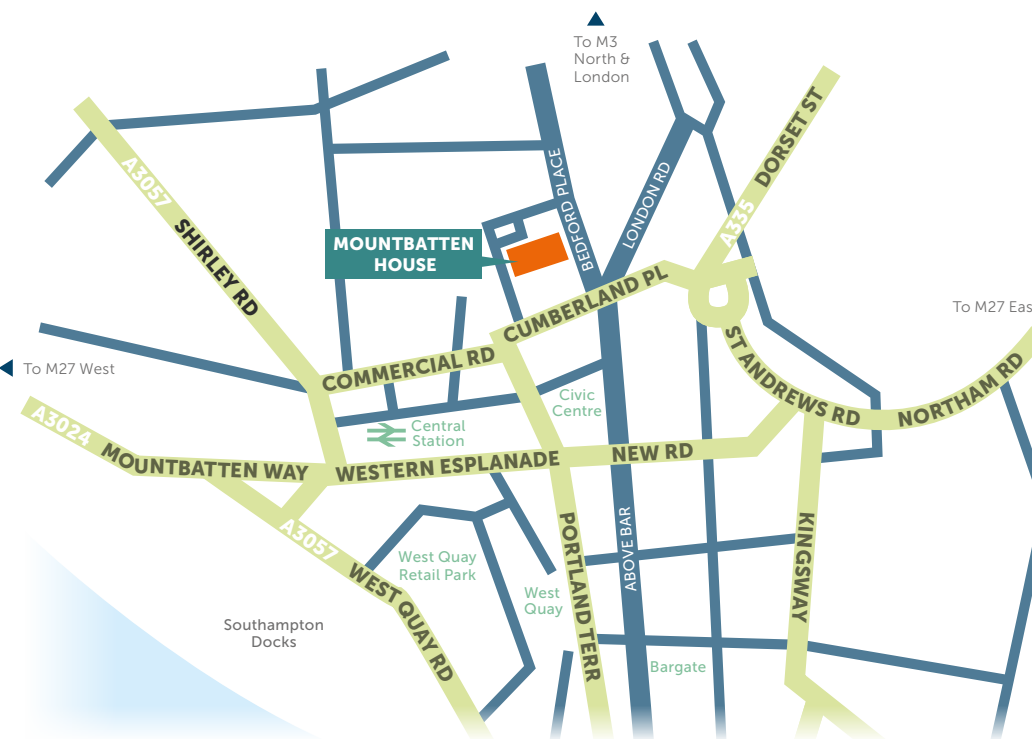 To M3
North &
London
A3057
SHIRLEY RD
BEDFORD PLACE
LONDON RD
A335
DORSET ST
MOUNTBATTEN
HOUSE
CUMBERLAND PL
COMMERCIAL RD
To M27 East
To M27 West
ST ANDREWS RD
NORTHAM RD
Civic
Centre
Central
Station
A3024
MOUNTBATTEN WAY
WESTERN ESPLANADE
NEW RD
A3057
WEST QUAY RD
PORTLAND TERR
ABOVE BAR
KINGSWAY
West Quay
Retail Park
West
Quay
Southampton
Docks
Bargate